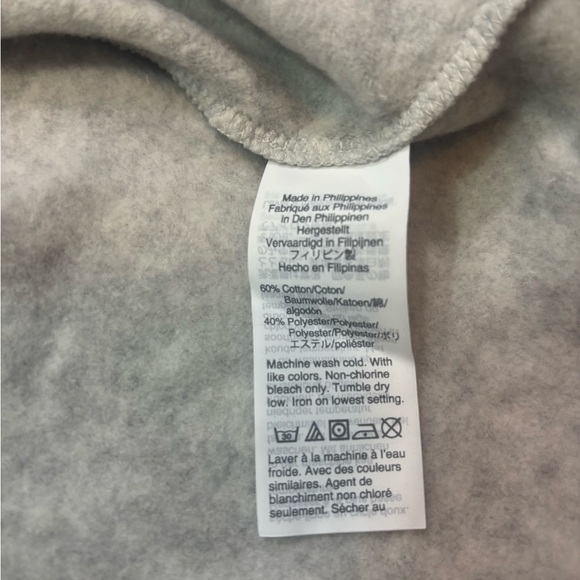 Made in Philippines
Fabriqué aux Philippines
in Den Philippinen
Hergestellt
Vervaardigd in Filipijnen
フィリピン製
Hecho en Filipinas
60% Cotton/Coton/
Baumwolle/Katoen/綿/
algodón
40% Polyester/Polyester/
Polyester/Polyester/ポリ
エステル/poliéster
Machine wash cold. With
like colors. Non-chlorine
bleach only. Tumble dry
low. Iron on lowest setting.
30
Laver à la machine à l'eau
froide. Avec des couleurs
similaires. Agent de
blanchiment non chloré
seulement. Sécher au